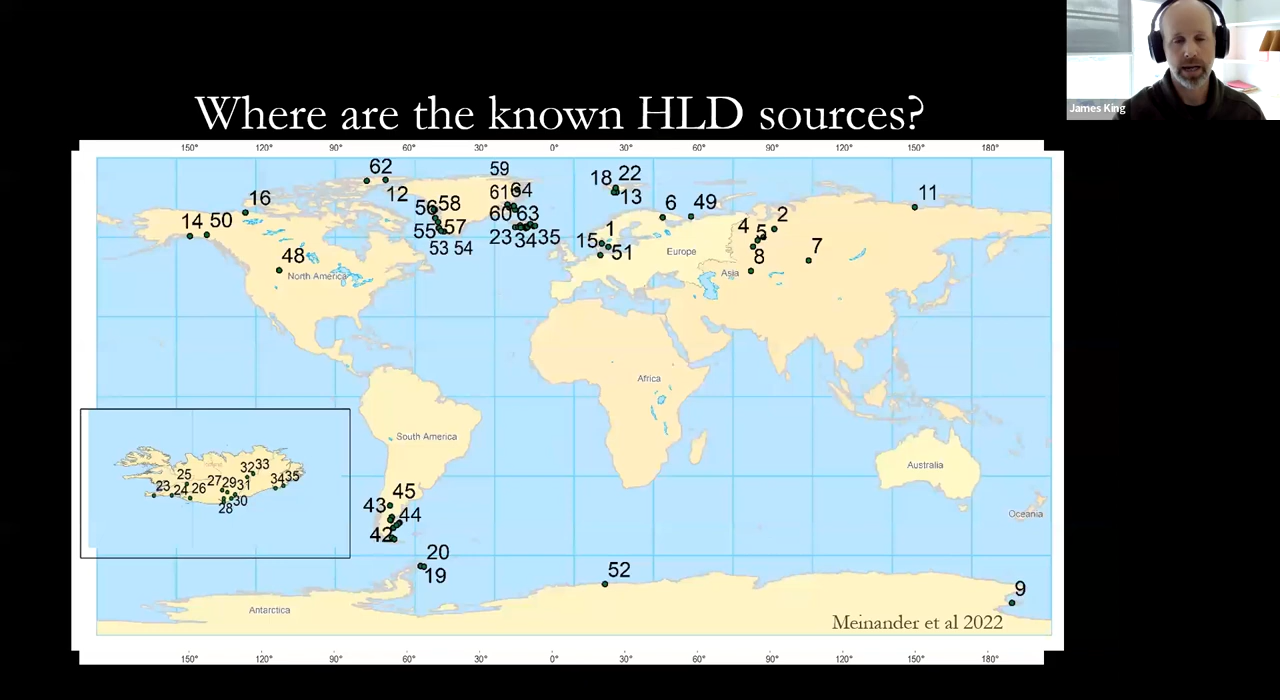 James King
Where are the known HLD sources?
150° 120° 90° 60° 30° 0° 30° 60° 90° 120° 150° 180°
62 59 18 22
16 12 61 64 13 11
14 50 56 58 60 63 1 6 49 4 5 2
55 57 23 34 35 15 51 7
53 54 8
48
North America
Europe
Asia
Africa
South America
Australia
Oceania
25 32 33
23 24 26 27 29 31 34 35
28 30
45
43 44
42
20
19
52
9
Antarctica
Meinander et al 2022
150° 120° 90° 60° 30° 0° 30° 60° 90° 120° 150° 180°